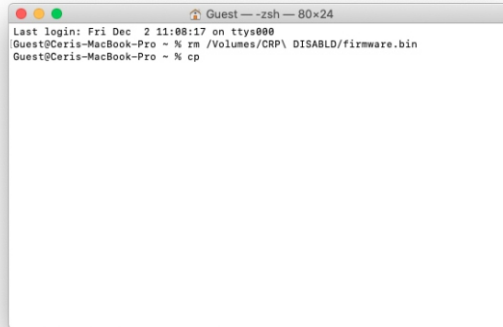 Guest — -zsh — 80×24
Last login: Fri Dec  2 11:08:17 on ttys000
[Guest@Ceris-MacBook-Pro ~ % rm /Volumes/CRP\ DISABLD/firmware.bin
Guest@Ceris-MacBook-Pro ~ % cp